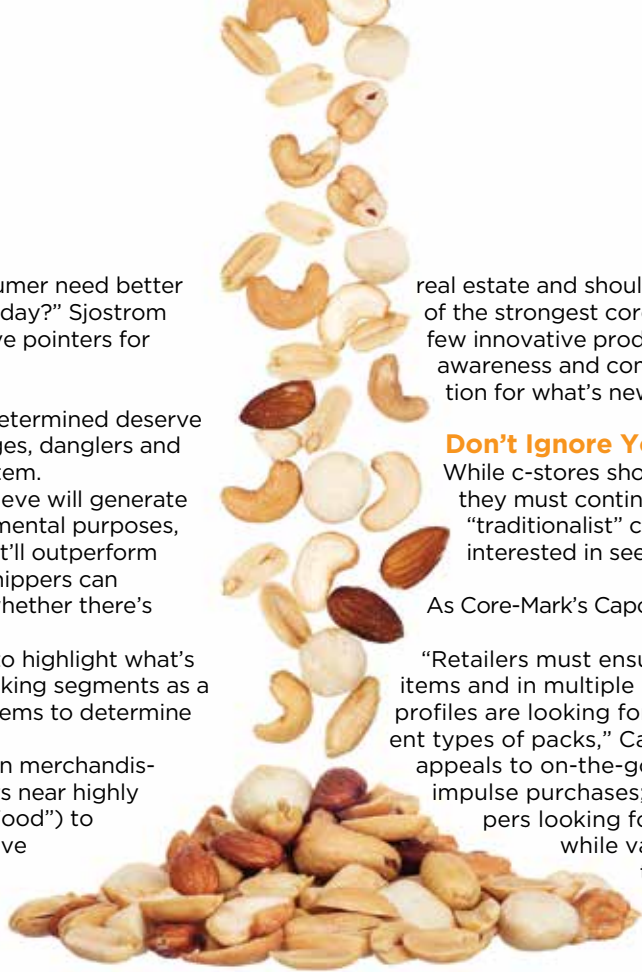 umer need better
day?” Sjostrom
ve pointers for
etermined deserve
ges, danglers and
tem.
eve will generate
mental purposes,
t’ll outperform
hippers can
hether there’s
to highlight what’s
king segments as a
tems to determine
n merchandis-
s near highly
ood”) to
ve
real estate and shoul
of the strongest cor
few innovative prod
awareness and con
tion for what’s new
Don’t Ignore Yo
While c-stores sho
they must contin
“traditionalist” c
interested in see
As Core-Mark’s Capo
“Retailers must ensu
items and in multiple
profiles are looking fo
ent types of packs,” Ca
appeals to on-the-go
impulse purchases;
pers looking fo
while va